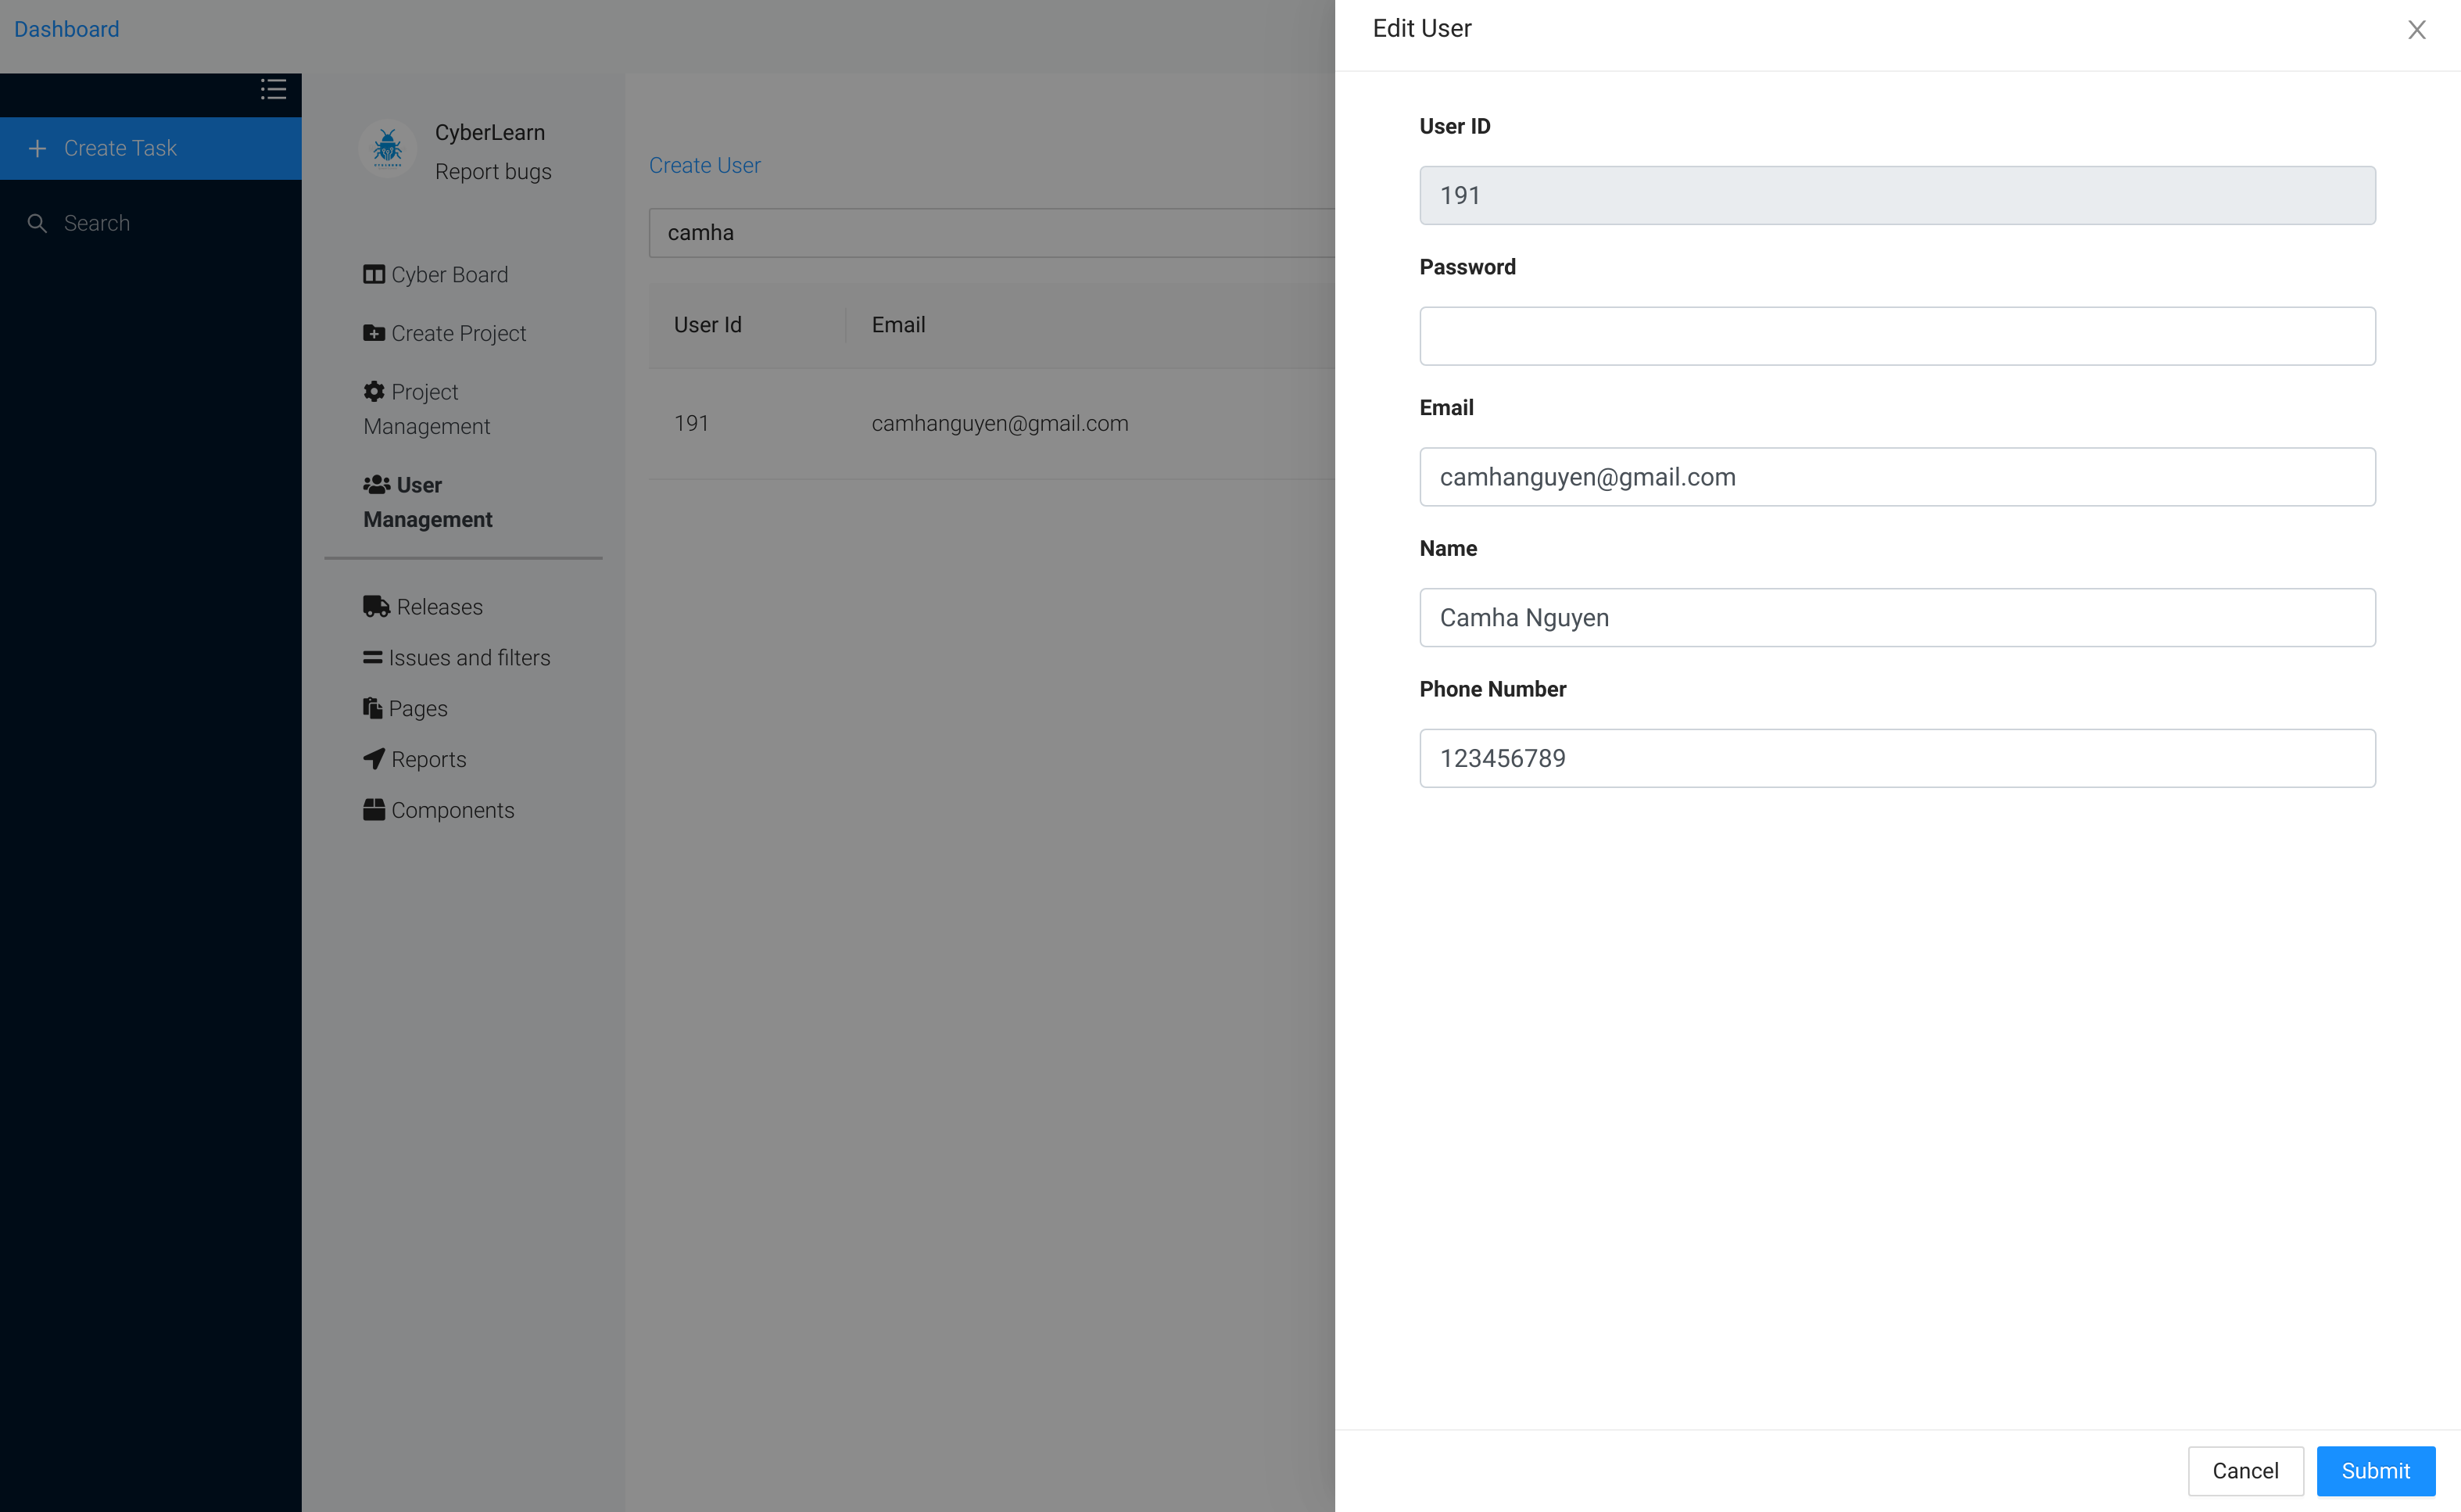 Dashboard
Create Task
Search
CyberLearn
Report bugs
Cyber Board
Create Project
Project
Management
User
Management
Releases
Issues and filters
Pages
Reports
Components
Create User
camha
User Id Email
191 camhanguyen@gmail.com
Edit User
User ID
191
Password
Email
camhanguyen@gmail.com
Name
Camha Nguyen
Phone Number
123456789
Cancel Submit